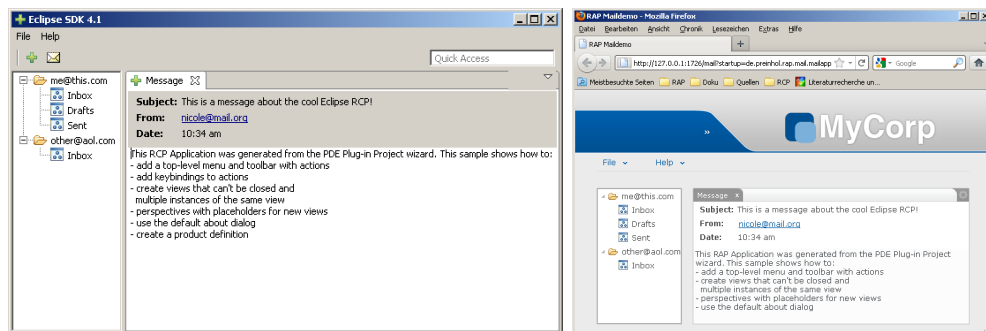 Eclipse SDK 4.1
File Help
Quick Access
me@this.com
Inbox
Drafts
Sent
other@aol.com
Inbox
Message
Subject: This is a message about the cool Eclipse RCP!
From: nicole@mail.org
Date: 10:34 am
This RCP Application was generated from the PDE Plug-in Project wizard. This sample shows how to:
- add a top-level menu and toolbar with actions
- add keybindings to actions
- create views that can't be closed and
multiple instances of the same view
- perspectives with placeholders for new views
- use the default about dialog
- create a product definition
RAP Maildemo - Mozilla Firefox
Datei Bearbeiten Ansicht Chronik Lesezeichen Extras Hilfe
RAP Maildemo
http://127.0.0.1:1726/mail?startup=de.preinhol.rap.mail.mailapp
Google
Meistbesuchte Seiten RAP Doku Quellen RCP Literaturrecherche un...
» MyCorp
File Help
me@this.com
Inbox
Drafts
Sent
other@aol.com
Inbox
Message x
Subject: This is a message about the cool Eclipse RCP!
From: nicole@mail.org
Date: 10:34 am
This RAP Application was generated from the PDE Plug-in Project
wizard. This sample shows how to:
- add a top-level menu and toolbar with actions
- create views that can't be closed and
multiple instances of the same view
- perspectives with placeholders for new views
- use the default about dialog